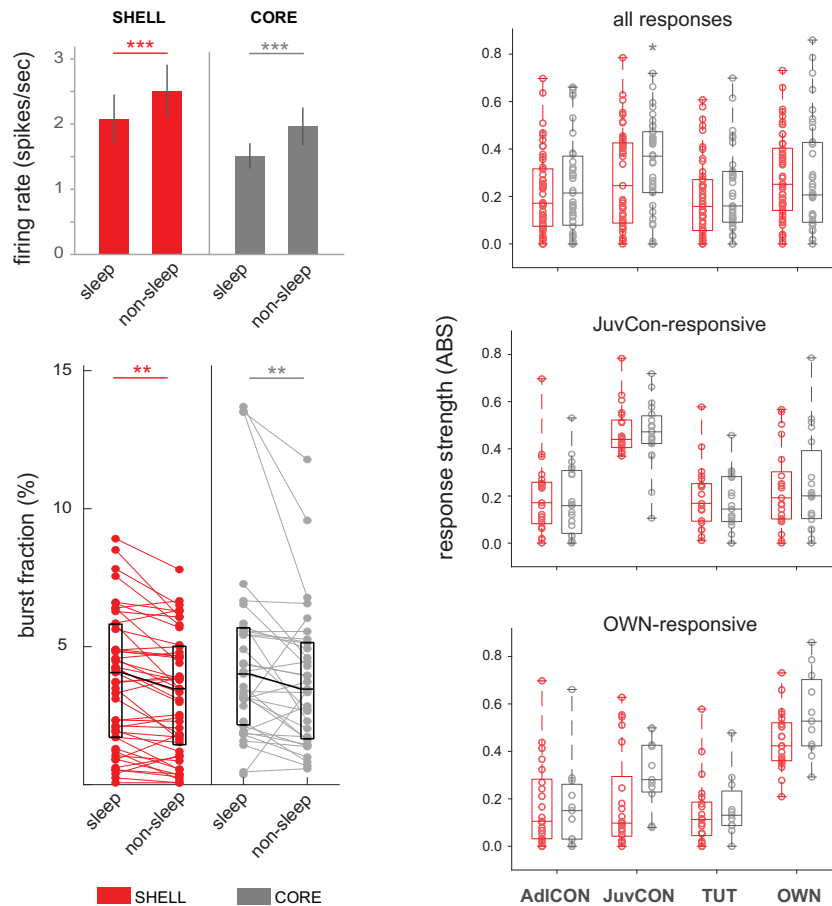 SHELL CORE
*** ***
firing rate (spikes/sec)
3
2
1
0
sleep non-sleep sleep non-sleep
** **
burst fraction (%)
15
10
5
sleep non-sleep sleep non-sleep
SHELL CORE
all responses
*
0.8
0.6
0.4
0.2
0.0
JuvCon-responsive
response strength (ABS)
0.8
0.6
0.4
0.2
0.0
OWN-responsive
0.8
0.6
0.4
0.2
0.0
AdlCON JuvCON TUT OWN